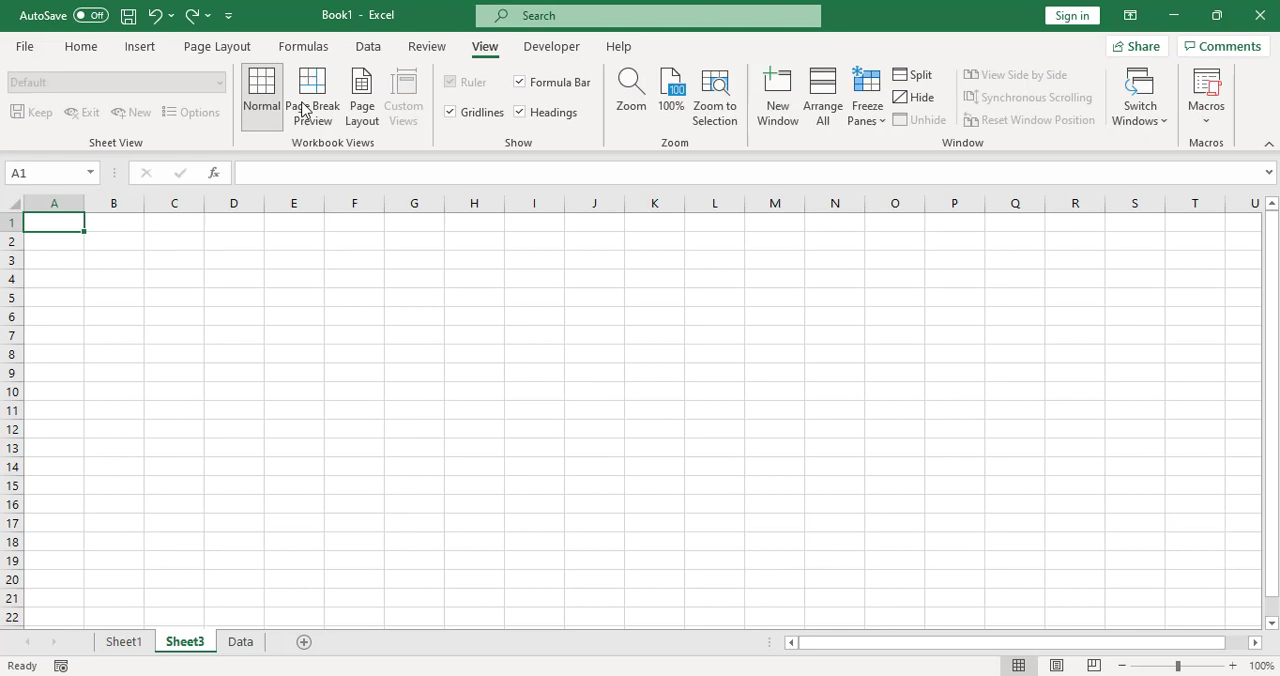 AutoSave Off Book1 - Excel Search Sign in
File Home Insert Page Layout Formulas Data Review View Developer Help Share Comments
Default
Keep Exit New Options
Sheet View
Normal
Page Break Preview
Page Layout
Custom Views
Workbook Views
Ruler Formula Bar
Gridlines Headings
Show
Zoom
100 100%
Zoom to Selection
Zoom
New Window
Arrange All
Freeze Panes
Split
Hide
Unhide
View Side by Side
Synchronous Scrolling
Reset Window Position
Switch Windows
Window
Macros
Macros
A1 fx
A B C D E F G H I J K L M N O P Q R S T U
1
2
3
4
5
6
7
8
9
10
11
12
13
14
15
16
17
18
19
20
21
22
Sheet1 Sheet3 Data
Ready 100%